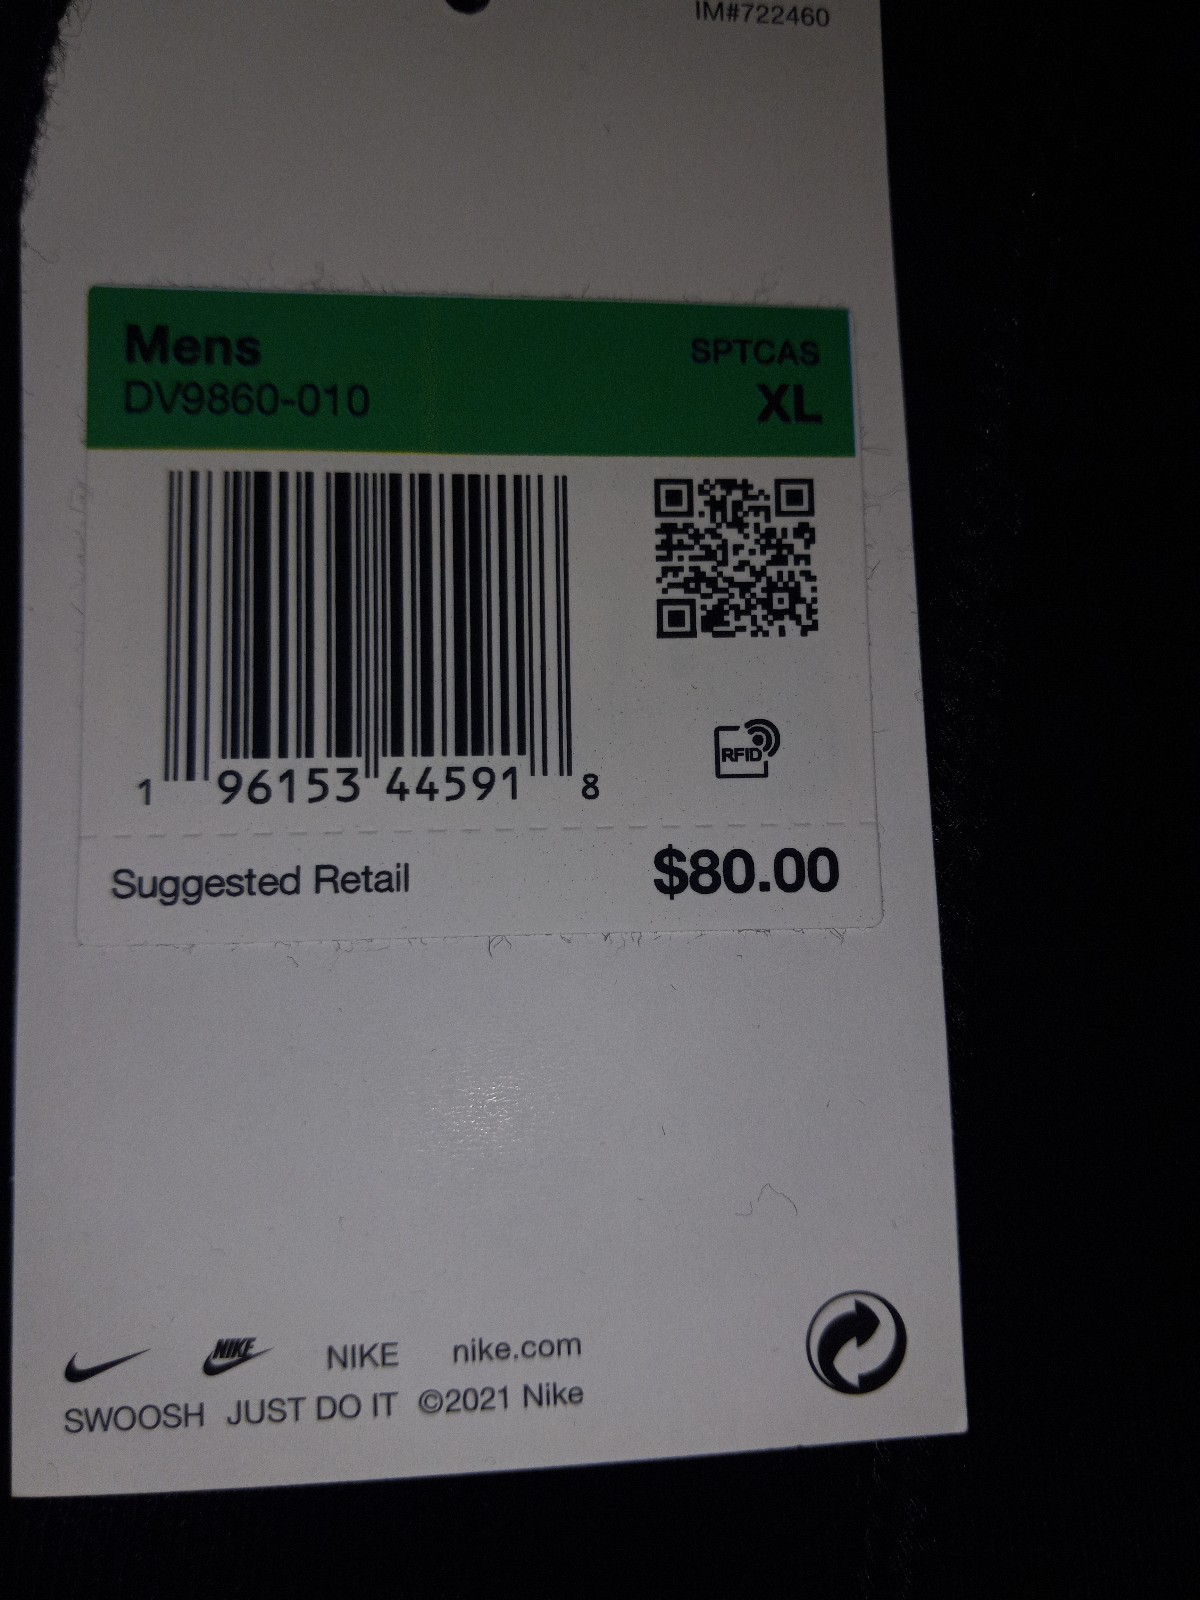 IM#722460
Mens SPTCAS
DV9860-010 XL
1 96153 44591 8
RFID
Suggested Retail $80.00
NIKE NIKE nike.com
SWOOSH JUST DO IT ©2021 Nike